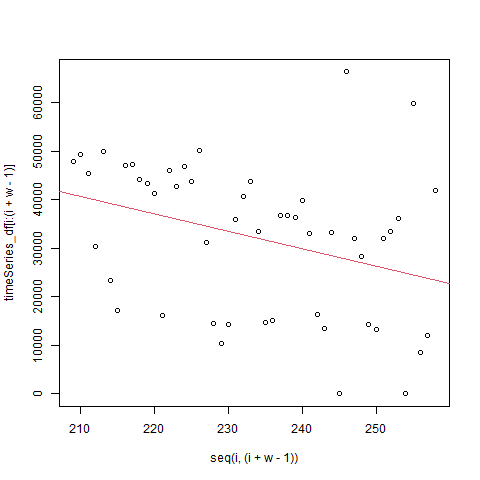 timeSeries_df[i:(i + w - 1)]
60000
50000
40000
30000
20000
10000
0
210 220 230 240 250
seq(i, (i + w - 1))